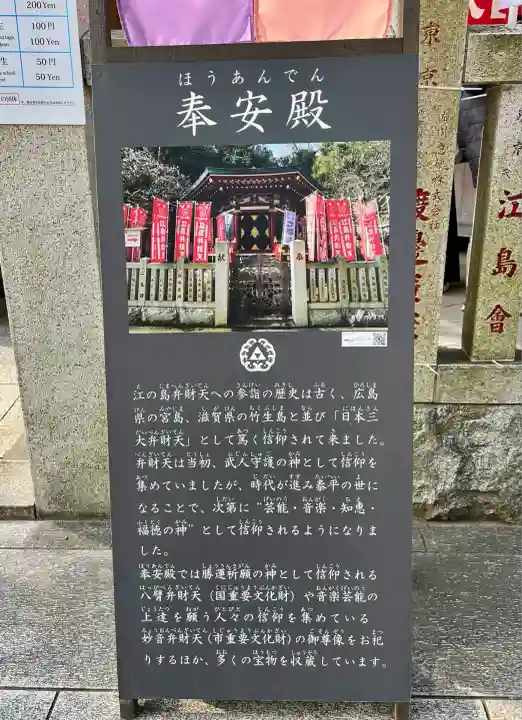 200 Yen
100円
100 Yen
生
50円
50 Yen
ほうあんでん
奉安殿
江の島弁財天への参詣の歴史は古く、広島
県の宮島、滋賀県の竹生島と並び「日本三
大弁財天」として篤く信仰されて来ました。
弁財天は当初、武人守護の神として信仰を
集めていましたが、時代が進み泰平の世に
なることで、次第に“芸能・音楽・知恵・
福徳の神”として信仰されるようになりま
した。
奉安殿では勝運祈願の神として信仰される
八臂弁財天(国重要文化財)や音楽芸能の
上達を願う人々の信仰を集めている
妙音弁財天(市重要文化財)の御尊像をお祀
りするほか、多くの宝物を収蔵しています。
東京
江島會